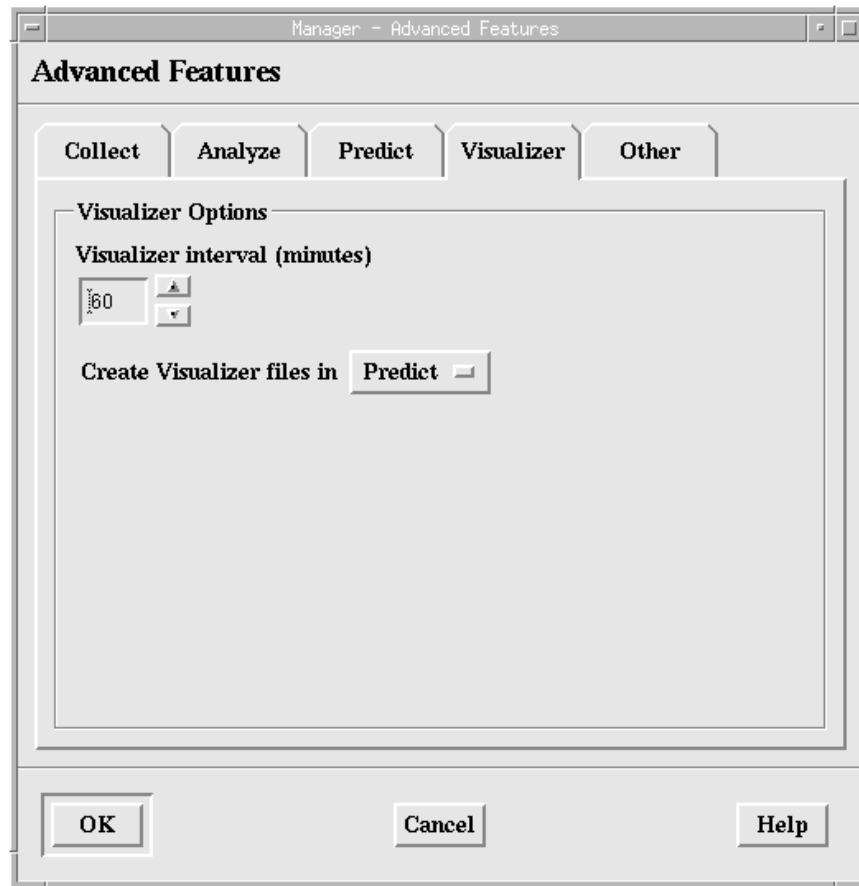 Manager - Advanced Features
Advanced Features
Collect Analyze Predict Visualizer Other
Visualizer Options
Visualizer interval (minutes)
60
Create Visualizer files in Predict
OK Cancel Help